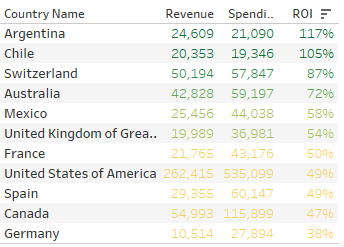 Country Name Revenue Spendi.. ROI
Argentina 24,609 21,090 117%
Chile 20,353 19,346 105%
Switzerland 50,194 57,847 87%
Australia 42,828 59,197 72%
Mexico 25,456 44,038 58%
United Kingdom of Grea.. 19,989 36,981 54%
France 21,765 43,176 50%
United States of America 262,415 535,099 49%
Spain 29,355 60,147 49%
Canada 54,993 115,899 47%
Germany 10,514 27,894 38%